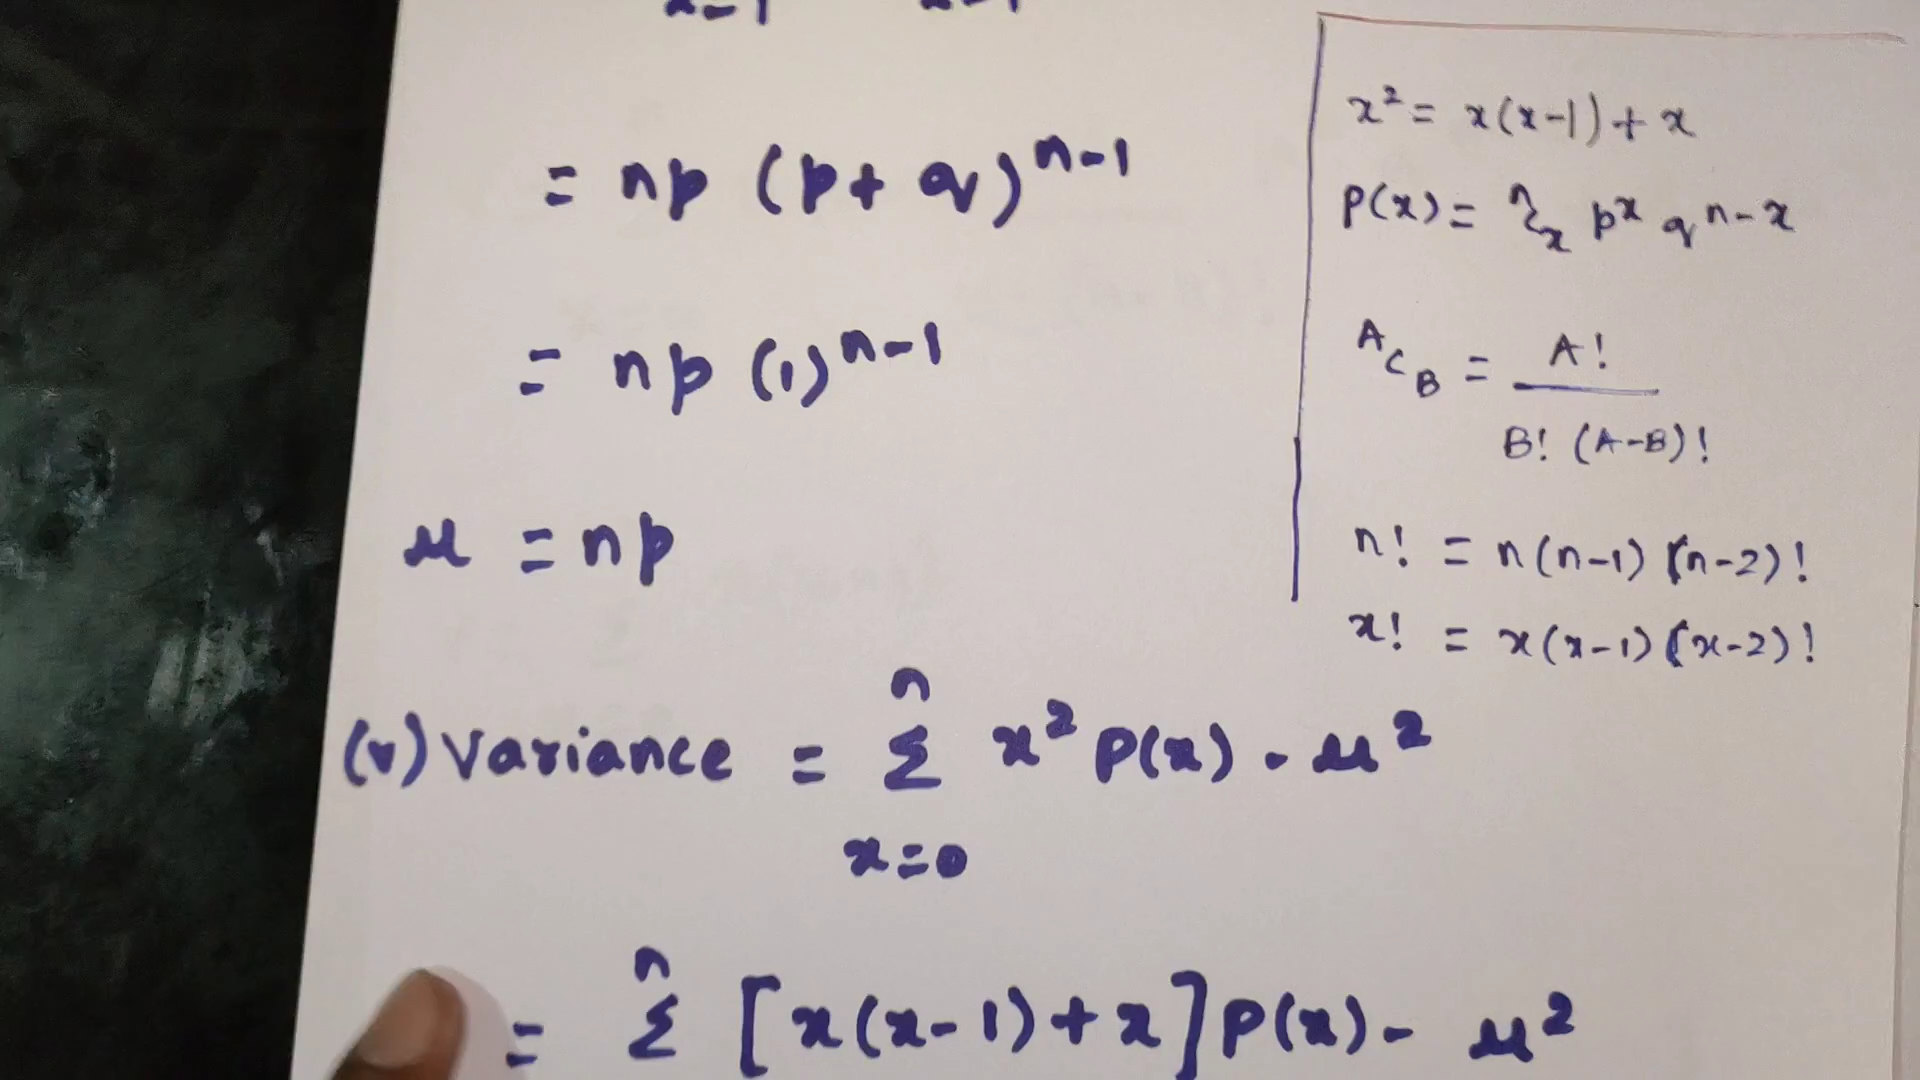 = np (p + q)^n-1
= np (1)^n-1
μ = np
(v) Variance = n Σ x=0 x² P(x) - μ²
= n Σ [x(x-1)+x] P(x) - μ²
x² = x(x-1) + x
P(x) = nCx p^x q^n-x
ACB = A! / B! (A-B)!
n! = n(n-1) (n-2)!
x! = x(x-1) (x-2)!